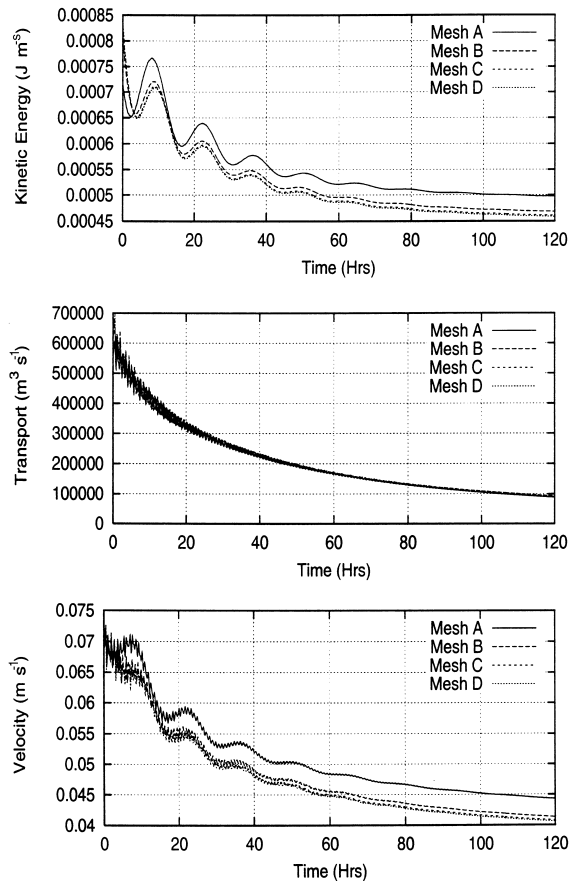 Kinetic Energy (J m-s)
0.00085
0.0008
0.00075
0.0007
0.00065
0.0006
0.00055
0.0005
0.00045
Mesh A
Mesh B
Mesh C
Mesh D
0 20 40 60 80 100 120
Time (Hrs)
Transport (m3 s-1)
700000
600000
500000
400000
300000
200000
100000
0
Mesh A
Mesh B
Mesh C
Mesh D
0 20 40 60 80 100 120
Time (Hrs)
Velocity (m s-1)
0.075
0.07
0.065
0.06
0.055
0.05
0.045
0.04
Mesh A
Mesh B
Mesh C
Mesh D
0 20 40 60 80 100 120
Time (Hrs)